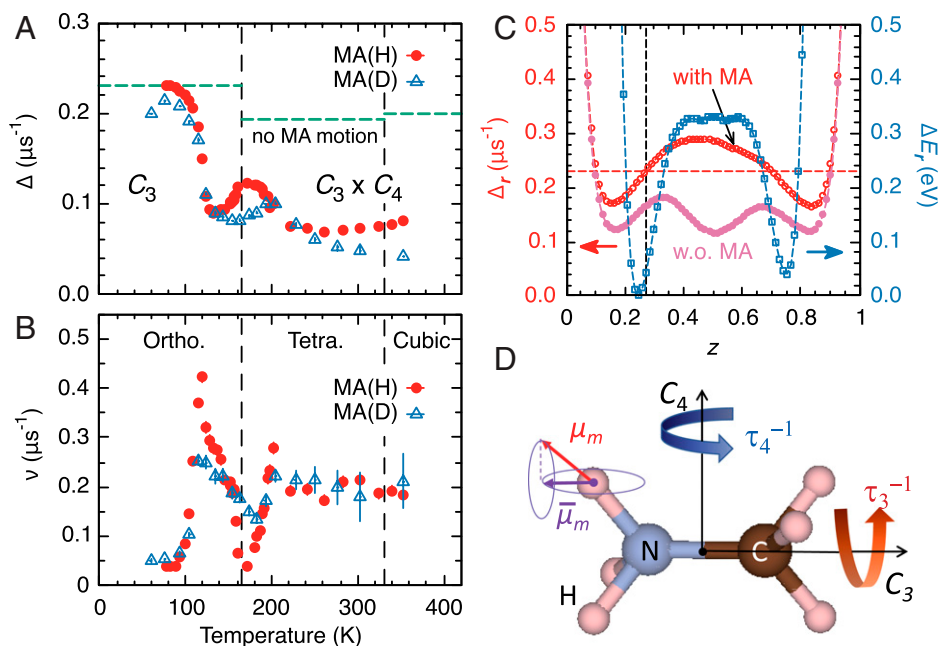 A
Δ (μs⁻¹)
0.3
0.2
0.1
0.0
MA(H)
MA(D)
no MA motion
C₃
C₃ x C₄
B
ν (μs⁻¹)
0.5
0.4
0.3
0.2
0.1
0
Ortho.
Tetra.
Cubic
MA(H)
MA(D)
0
100
200
300
400
Temperature (K)
C
Δᵣ (μs⁻¹)
0.5
0.4
0.3
0.2
0.1
0.0
with MA
w.o. MA
0.5
0.4
0.3
0.2
0.1
0.0
ΔEᵣ (eV)
0
0.2
0.4
0.6
0.8
1
z
D
C₄
τ₄⁻¹
μₘ
μ̄ₘ
τ₃⁻¹
N
C
H
C₃